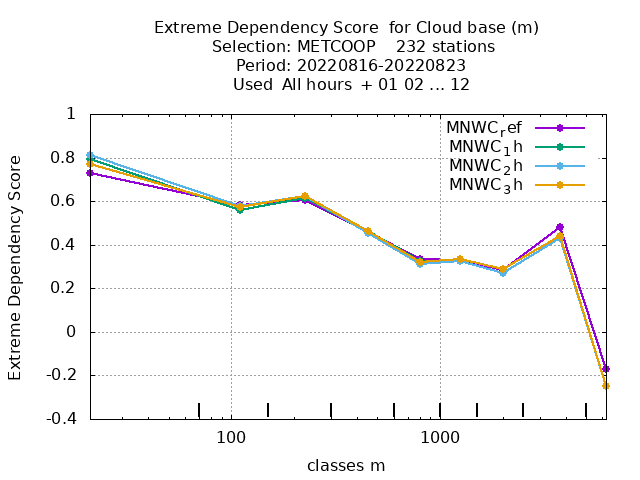 Extreme Dependency Score  for Cloud base (m)
Selection: METCOOP    232 stations
Period: 20220816-20220823
Used  All hours  + 01 02 ... 12
Extreme Dependency Score
1
0.8
0.6
0.4
0.2
0
-0.2
-0.4
MNWC_ref
MNWC_1h
MNWC_2h
MNWC_3h
100
1000
classes m